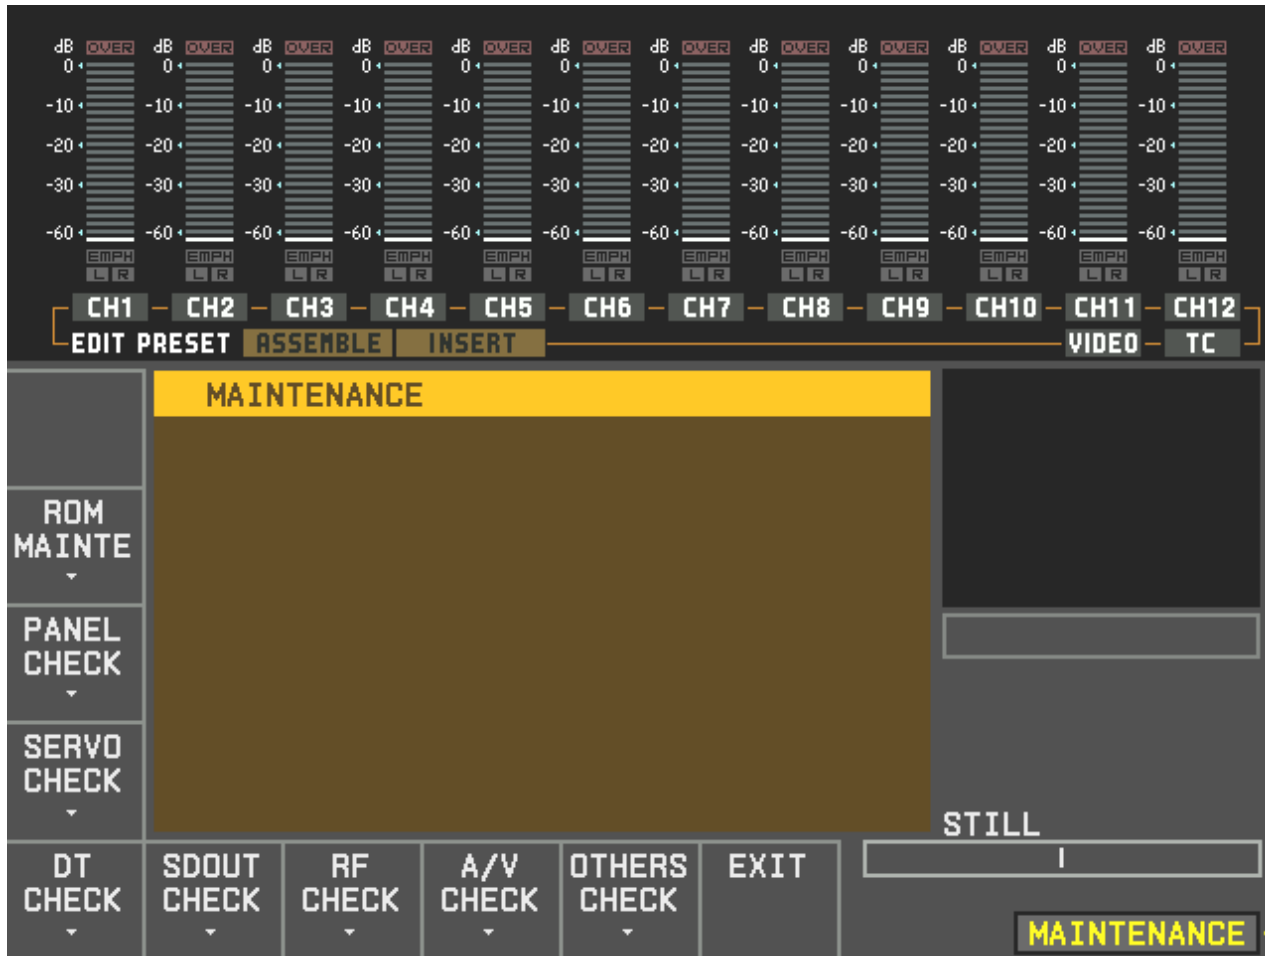 dB OVER dB OVER dB OVER dB OVER dB OVER dB OVER dB OVER dB OVER dB OVER dB OVER dB OVER dB OVER
0 0 0 0 0 0 0 0 0 0 0 0
-10 -10 -10 -10 -10 -10 -10 -10 -10 -10 -10 -10
-20 -20 -20 -20 -20 -20 -20 -20 -20 -20 -20 -20
-30 -30 -30 -30 -30 -30 -30 -30 -30 -30 -30 -30
-60 -60 -60 -60 -60 -60 -60 -60 -60 -60 -60 -60
EMPH EMPH EMPH EMPH EMPH EMPH EMPH EMPH EMPH EMPH EMPH EMPH
L R L R L R L R L R L R L R L R L R L R L R L R
CH1 CH2 CH3 CH4 CH5 CH6 CH7 CH8 CH9 CH10 CH11 CH12
EDIT PRESET ASSEMBLE INSERT VIDEO TC
MAINTENANCE
ROM
MAINTE
PANEL
CHECK
SERVO
CHECK
STILL
DT SDOUT RF A/V OTHERS EXIT
CHECK CHECK CHECK CHECK CHECK
MAINTENANCE